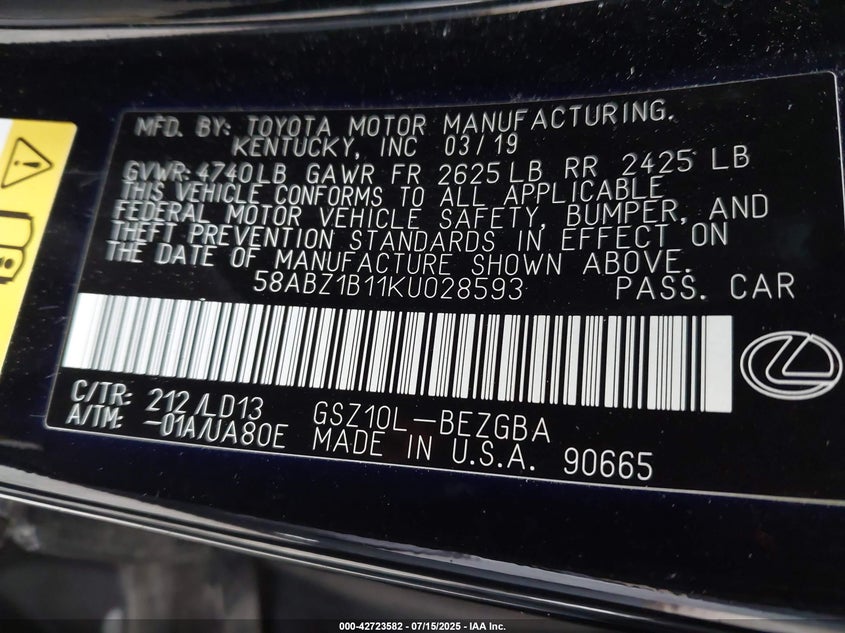 MFD. BY: TOYOTA MOTOR MANUFACTURING.
KENTUCKY, INC 03/19
GVWR: 4740LB GAWR FR 2625LB RR 2425 LB
THIS VEHICLE CONFORMS TO ALL APPLICABLE
FEDERAL MOTOR VEHICLE SAFETY, BUMPER, AND
THEFT PREVENTION STANDARDS IN EFFECT ON
THE DATE OF MANUFACTURE SHOWN ABOVE.
58ABZ1B11KU028593 PASS. CAR
C/TR: 212/LD13 GSZ10L-BEZGBA
A/TM: -01A/UA80E MADE IN U.S.A. 90665
000-42723582 - 07/15/2025 - IAA Inc.